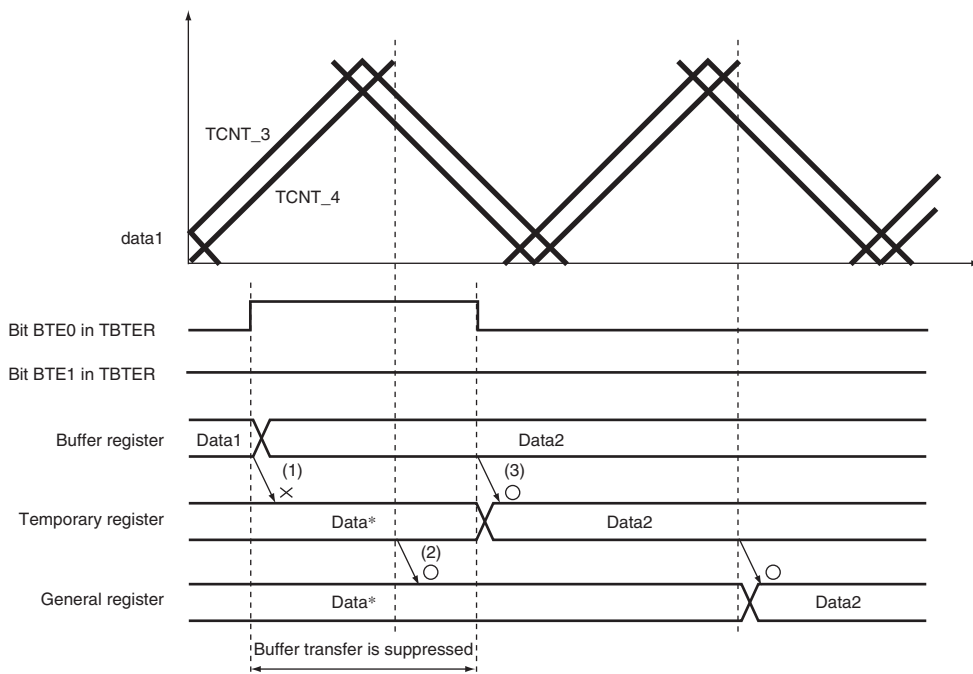 TCNT_3
TCNT_4
data1
Bit BTE0 in TBTER
Bit BTE1 in TBTER
Buffer register
Data1
Data2
(1)
(3)
Temporary register
Data*
Data2
(2)
General register
Data*
Data2
Buffer transfer is suppressed